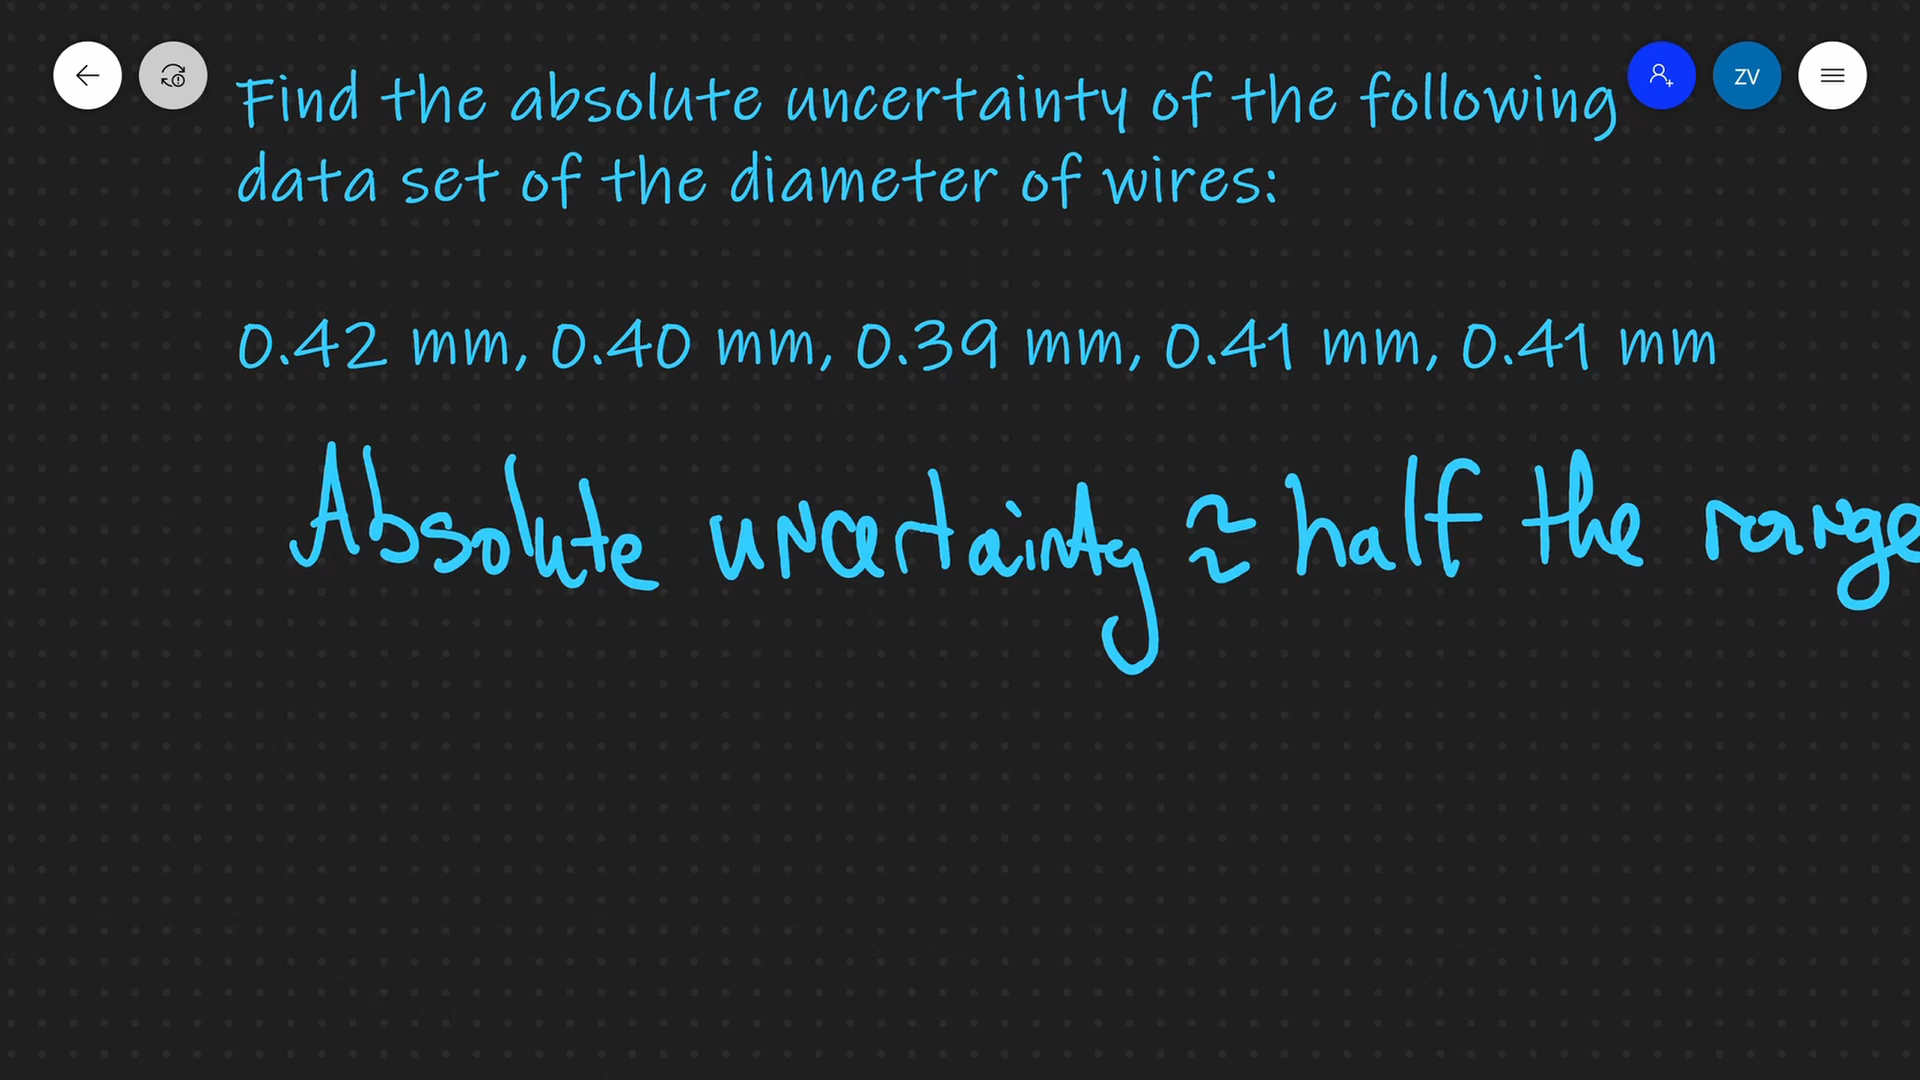 Find the absolute uncertainty of the following
ZV
data set of the diameter of wires:
0.42 mm, 0.40 mm, 0.39 mm, 0.41 mm, 0.41 mm
Absolute uncertainty ≈ half the range